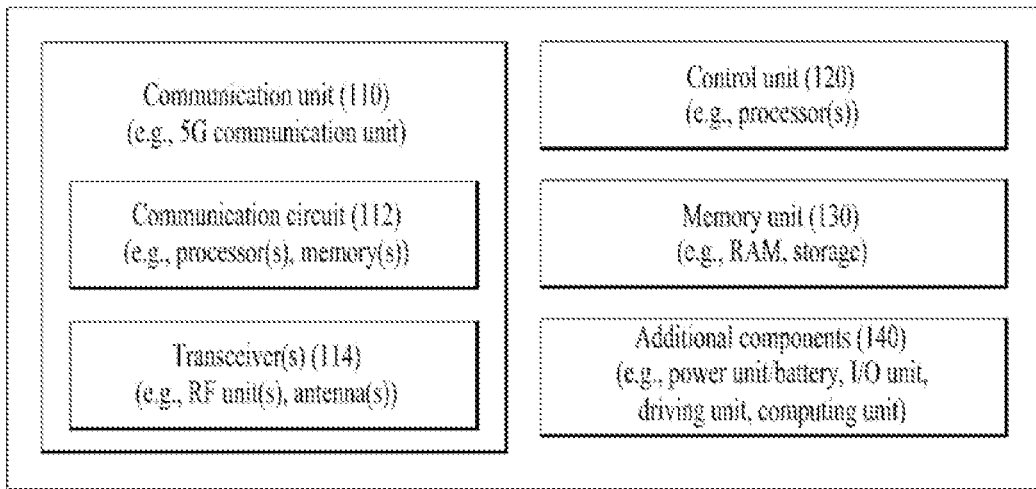 Communication unit (110)
(e.g., 5G communication unit)
Communication circuit (112)
(e.g., processor(s), memory(s))
Transceiver(s) (114)
(e.g., RF unit(s), antenna(s))
Control unit (120)
(e.g., processor(s))
Memory unit (130)
(e.g., RAM, storage)
Additional components (140)
(e.g., power unit/battery, I/O unit,
driving unit, computing unit)